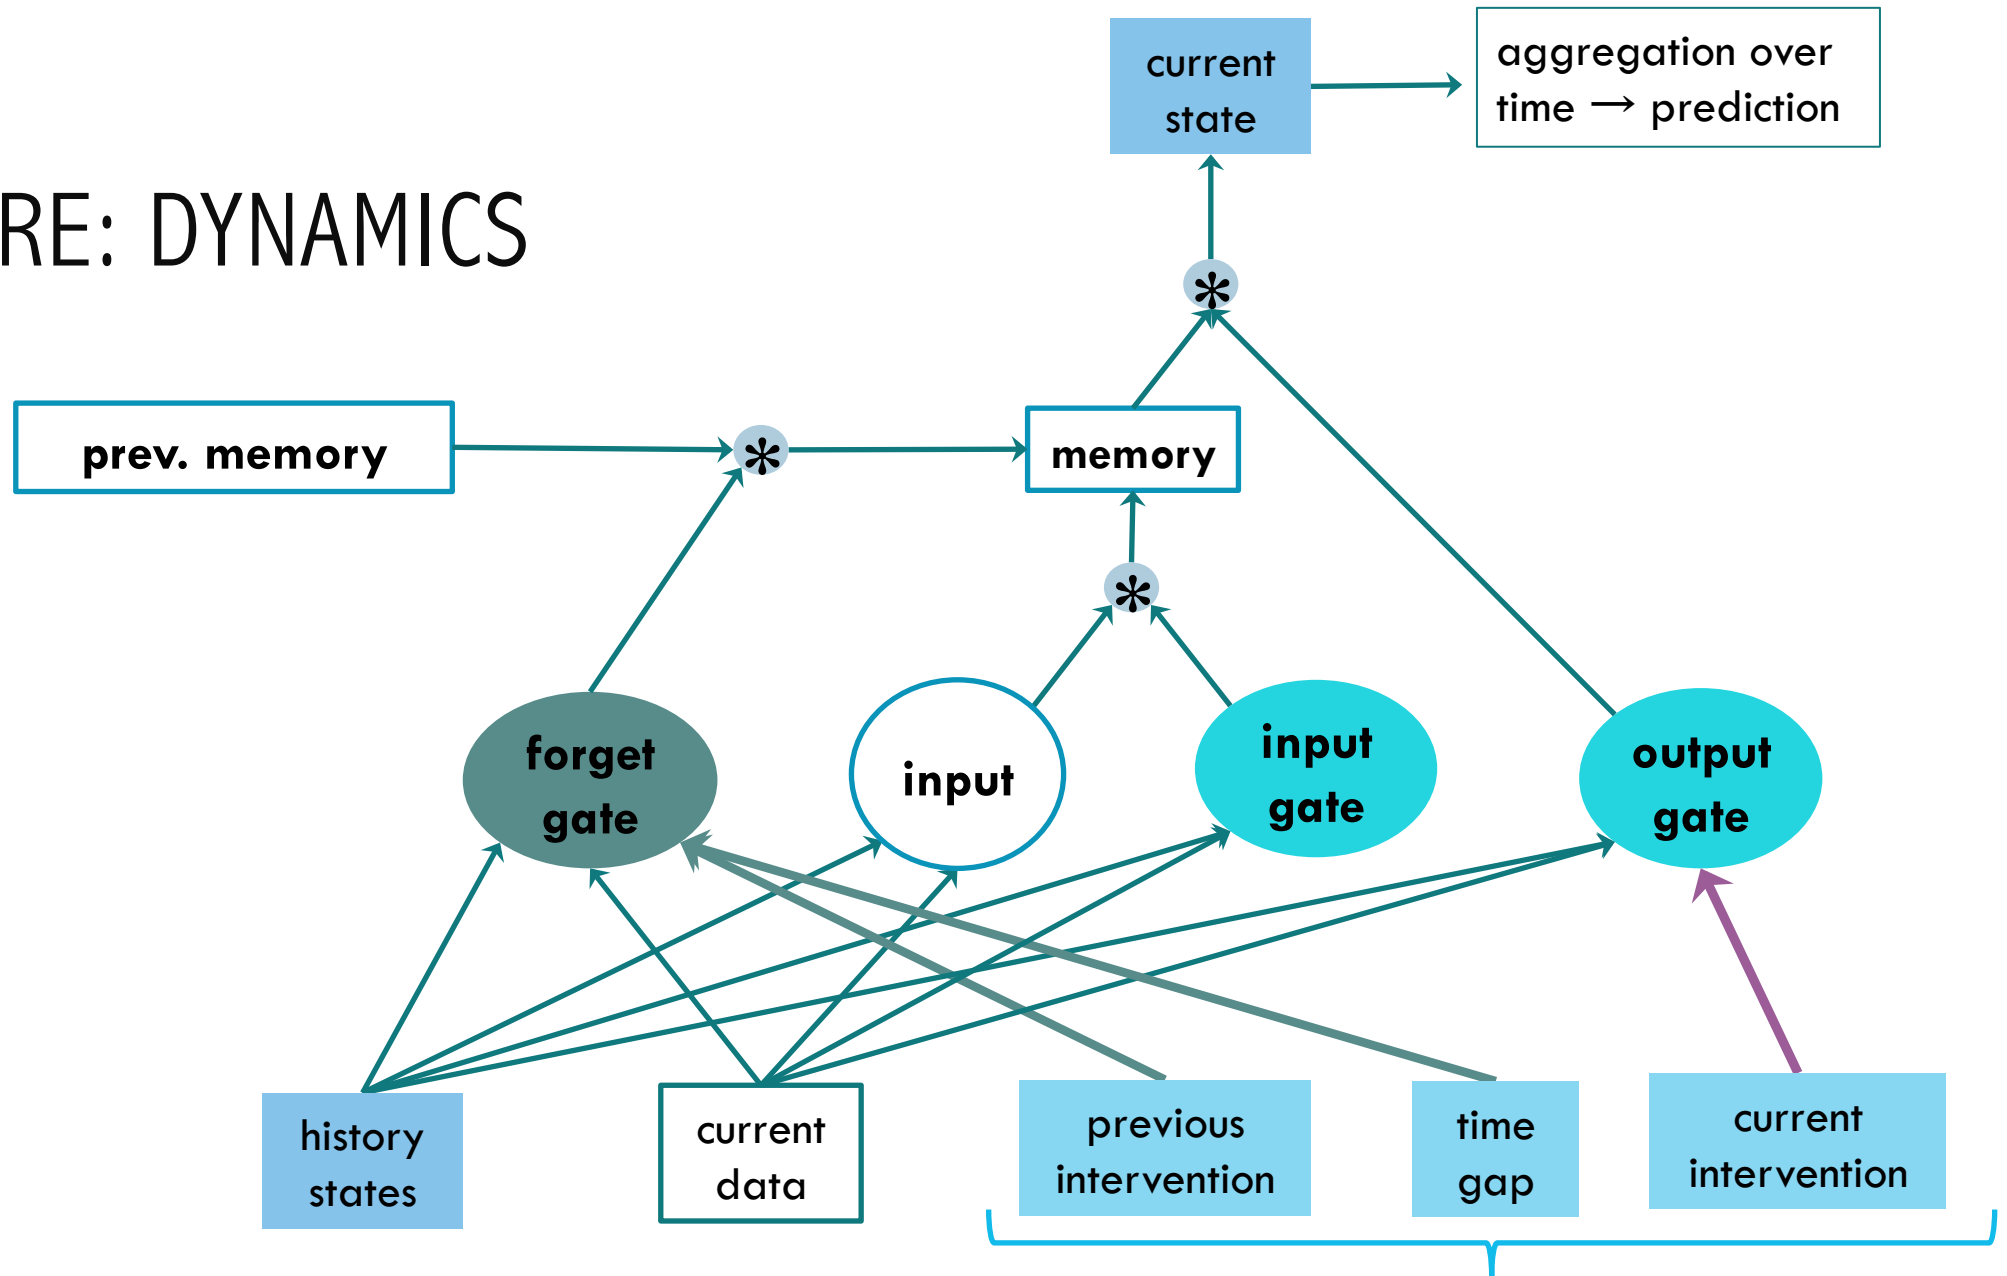 current
state
aggregation over
time → prediction
RE: DYNAMICS
*
prev. memory
*
memory
*
forget
gate
input
input
gate
output
gate
history
states
current
data
previous
intervention
time
gap
current
intervention